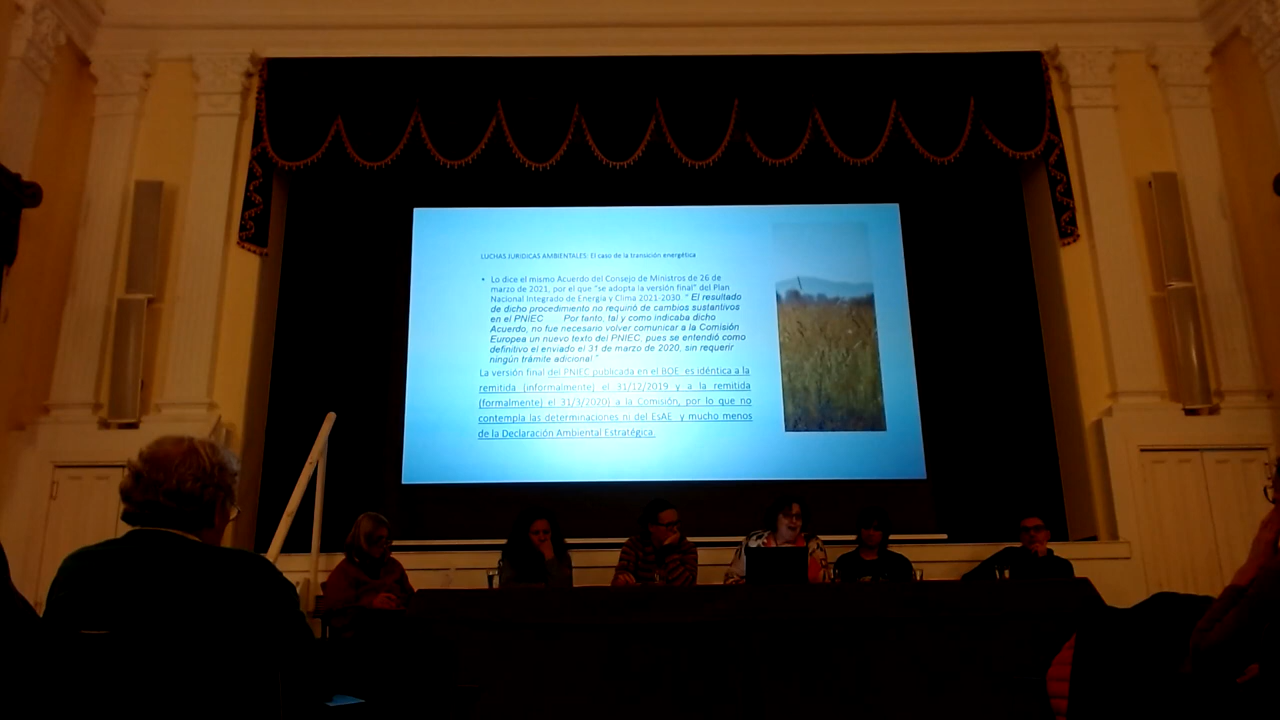 LUCHAS JURIDICAS AMBIENTALES: El caso de la transición energética
• Lo dice el mismo Acuerdo del Consejo de Ministros de 26 de
marzo de 2021, por el que "se adopta la versión final" del Plan
Nacional Integrado de Energía y Clima 2021-2030. " El resultado
de dicho procedimiento no requirió de cambios sustantivos
en el PNIEC Por tanto, tal y como indicaba dicho
Acuerdo, no fue necesario volver comunicar a la Comisión
Europea un nuevo texto del PNIEC, pues se entendió como
definitivo el enviado el 31 de marzo de 2020, sin requerir
ningún trámite adicional "
La versión final del PNIEC publicada en el BOE es idéntica a la
remitida (informalmente) el 31/12/2019 y a la remitida
(formalmente) el 31/3/2020) a la Comisión, por lo que no
contempla las determinaciones ni del EsAE y mucho menos
de la Declaración Ambiental Estratégica.